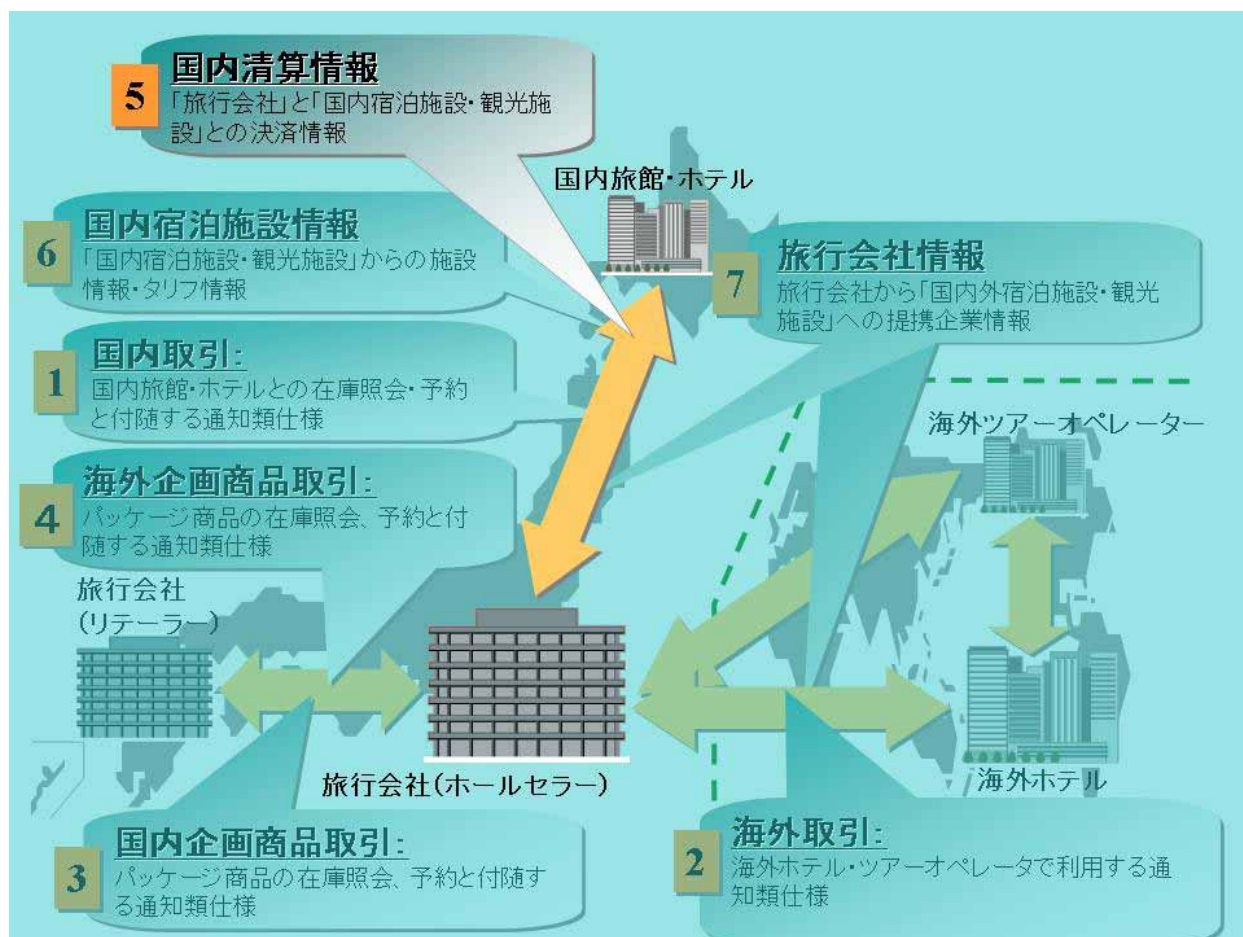 5
国内清算情報
「旅行会社」と「国内宿泊施設・観光施
設」との決済情報
国内旅館・ホテル
6
国内宿泊施設情報
「国内宿泊施設・観光施設」からの施設
情報・タリフ情報
7
旅行会社情報
旅行会社から「国内外宿泊施設・観光
施設」への提携企業情報
1
国内取引:
国内旅館・ホテルとの在庫照会・予約
と付随する通知類仕様
海外ツアーオペレーター
4
海外企画商品取引:
パッケージ商品の在庫照会、予約と付
随する通知類仕様
旅行会社
(リテーラー)
旅行会社(ホールセラー)
海外ホテル
3
国内企画商品取引:
パッケージ商品の在庫照会、予約と付随す
る通知類仕様
2
海外取引:
海外ホテル・ツアーオペレータで利用する通
知類仕様